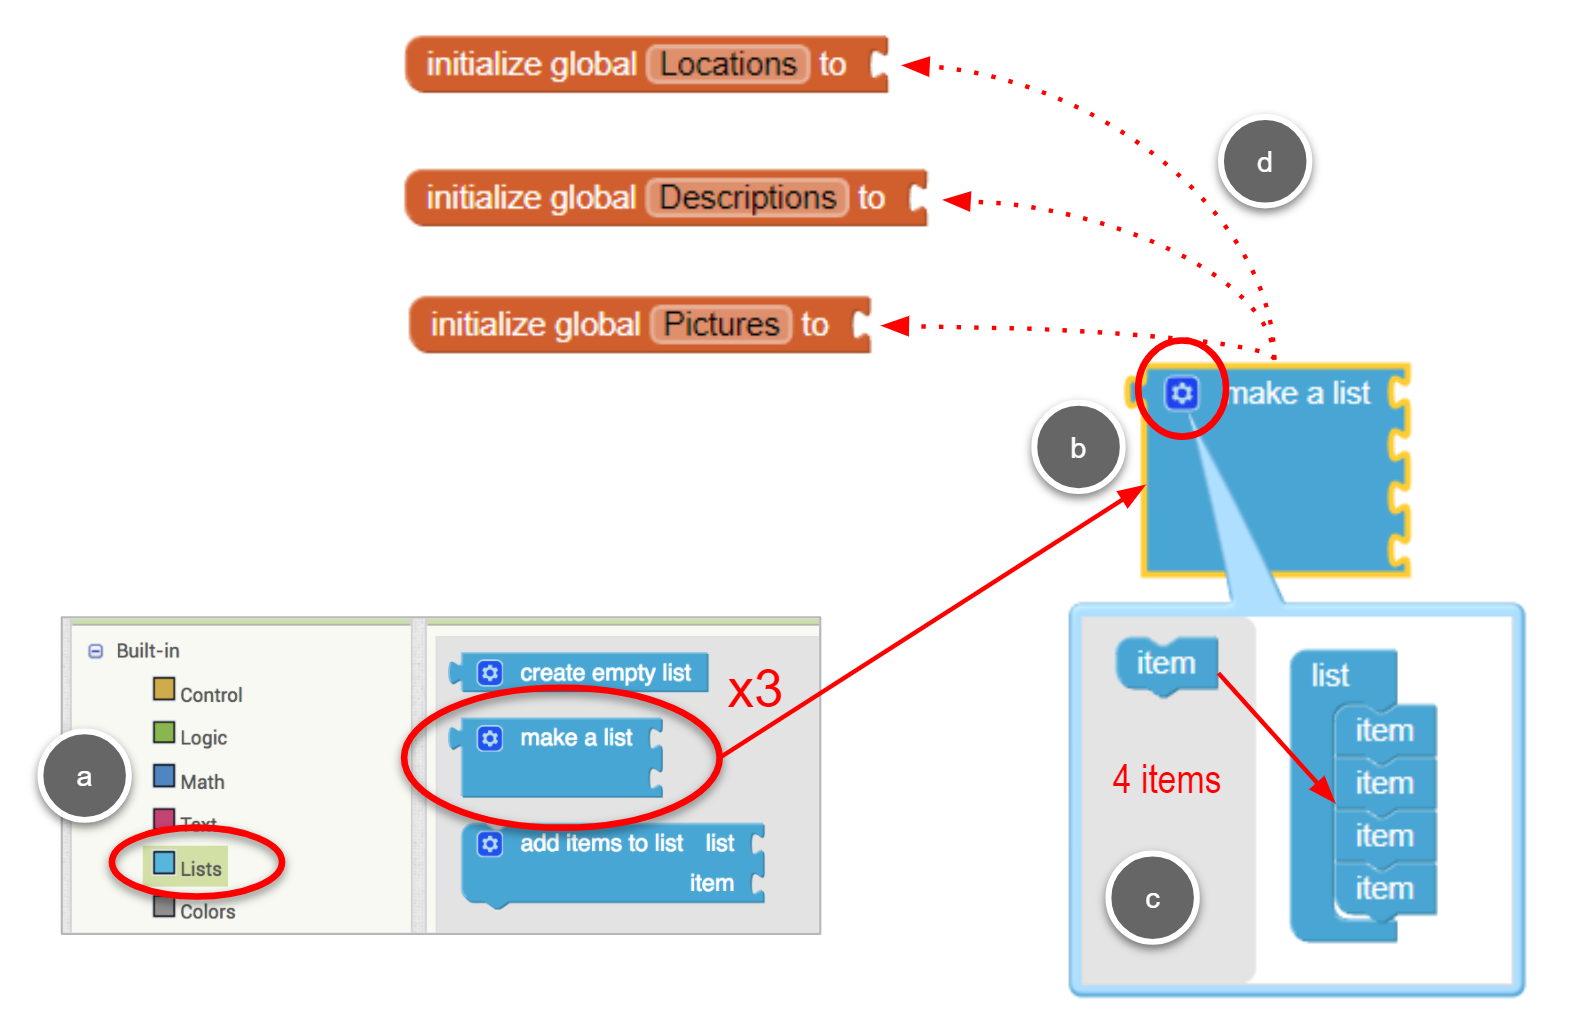 initialize global Locations to
d
initialize global Descriptions to
initialize global Pictures to
make a list
b
Built-in
Control
Logic
Math
Text
Lists
Colors
a
create empty list
x3
make a list
add items to list list
item
item
4 items
c
list
item
item
item
item